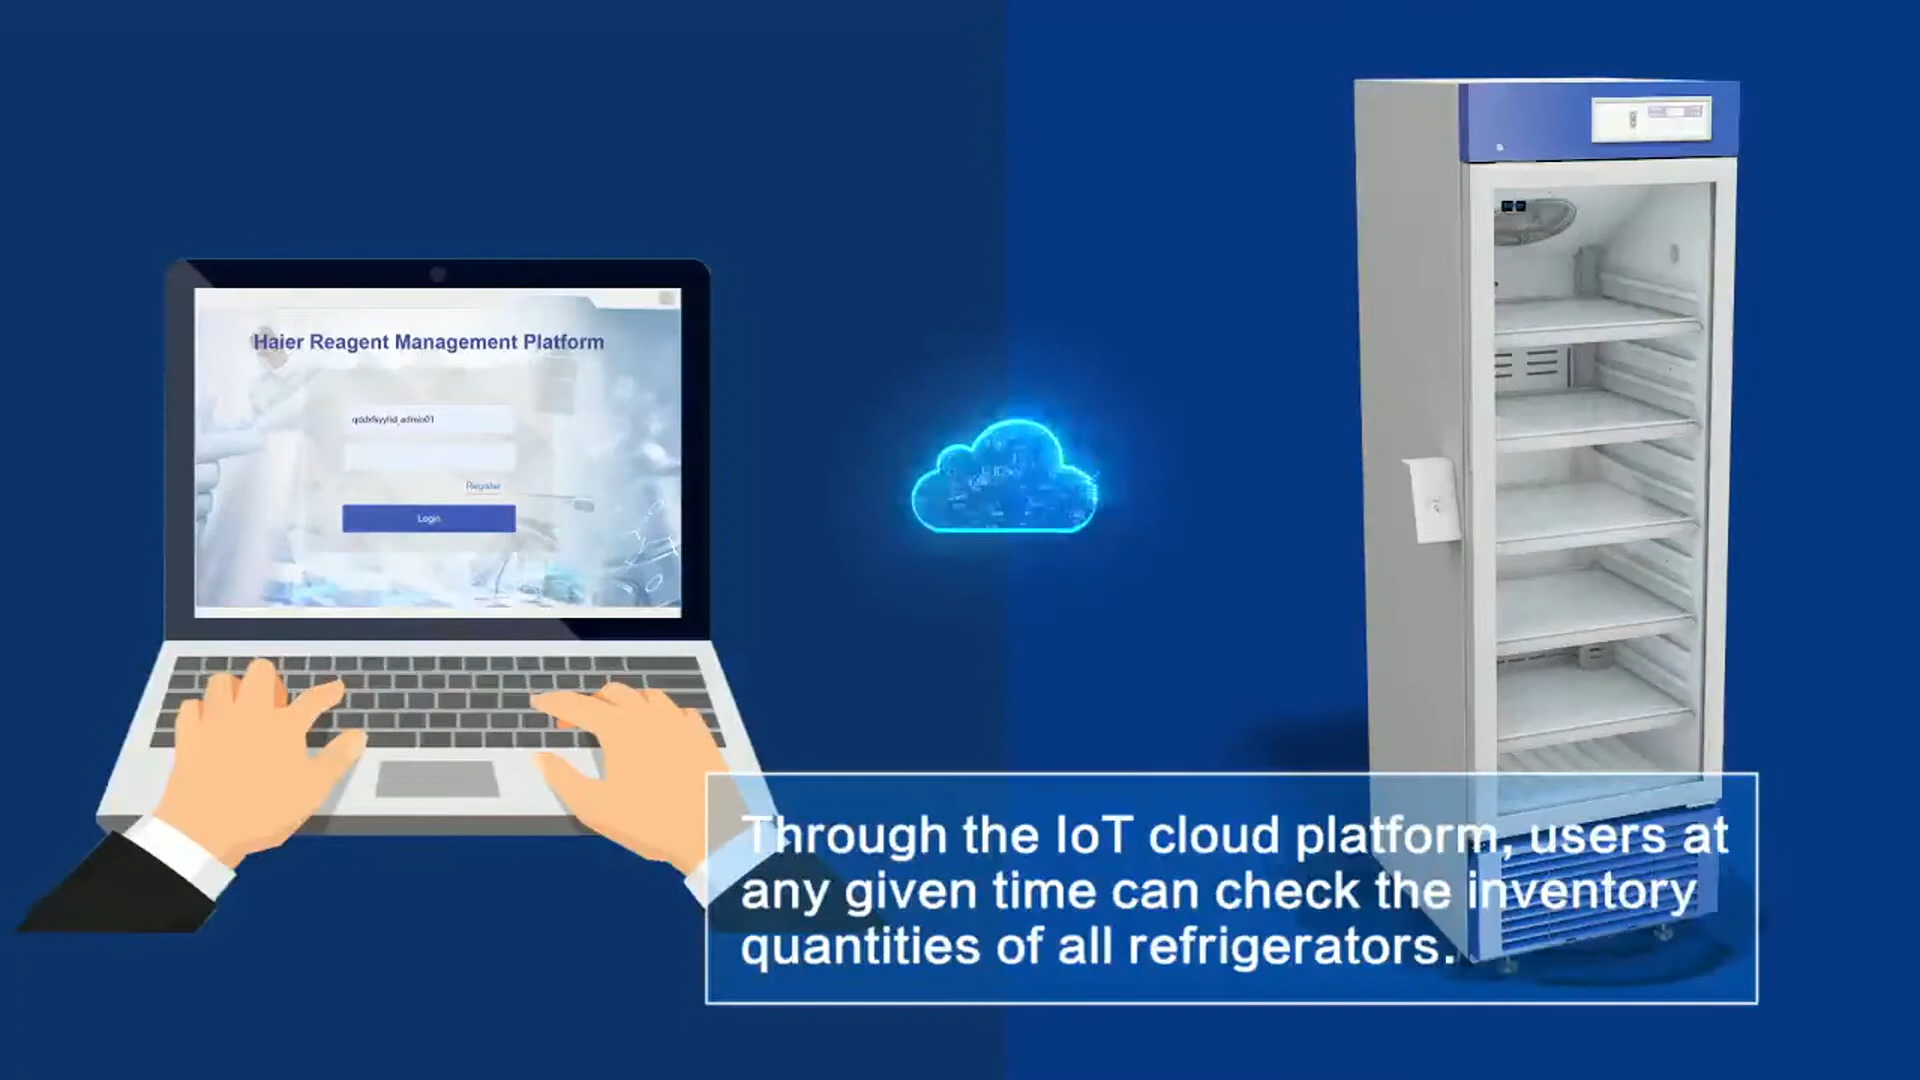 Haier Reagent Management Platform
Register
Login
Through the IoT cloud platform, users at
any given time can check the inventory
quantities of all refrigerators.